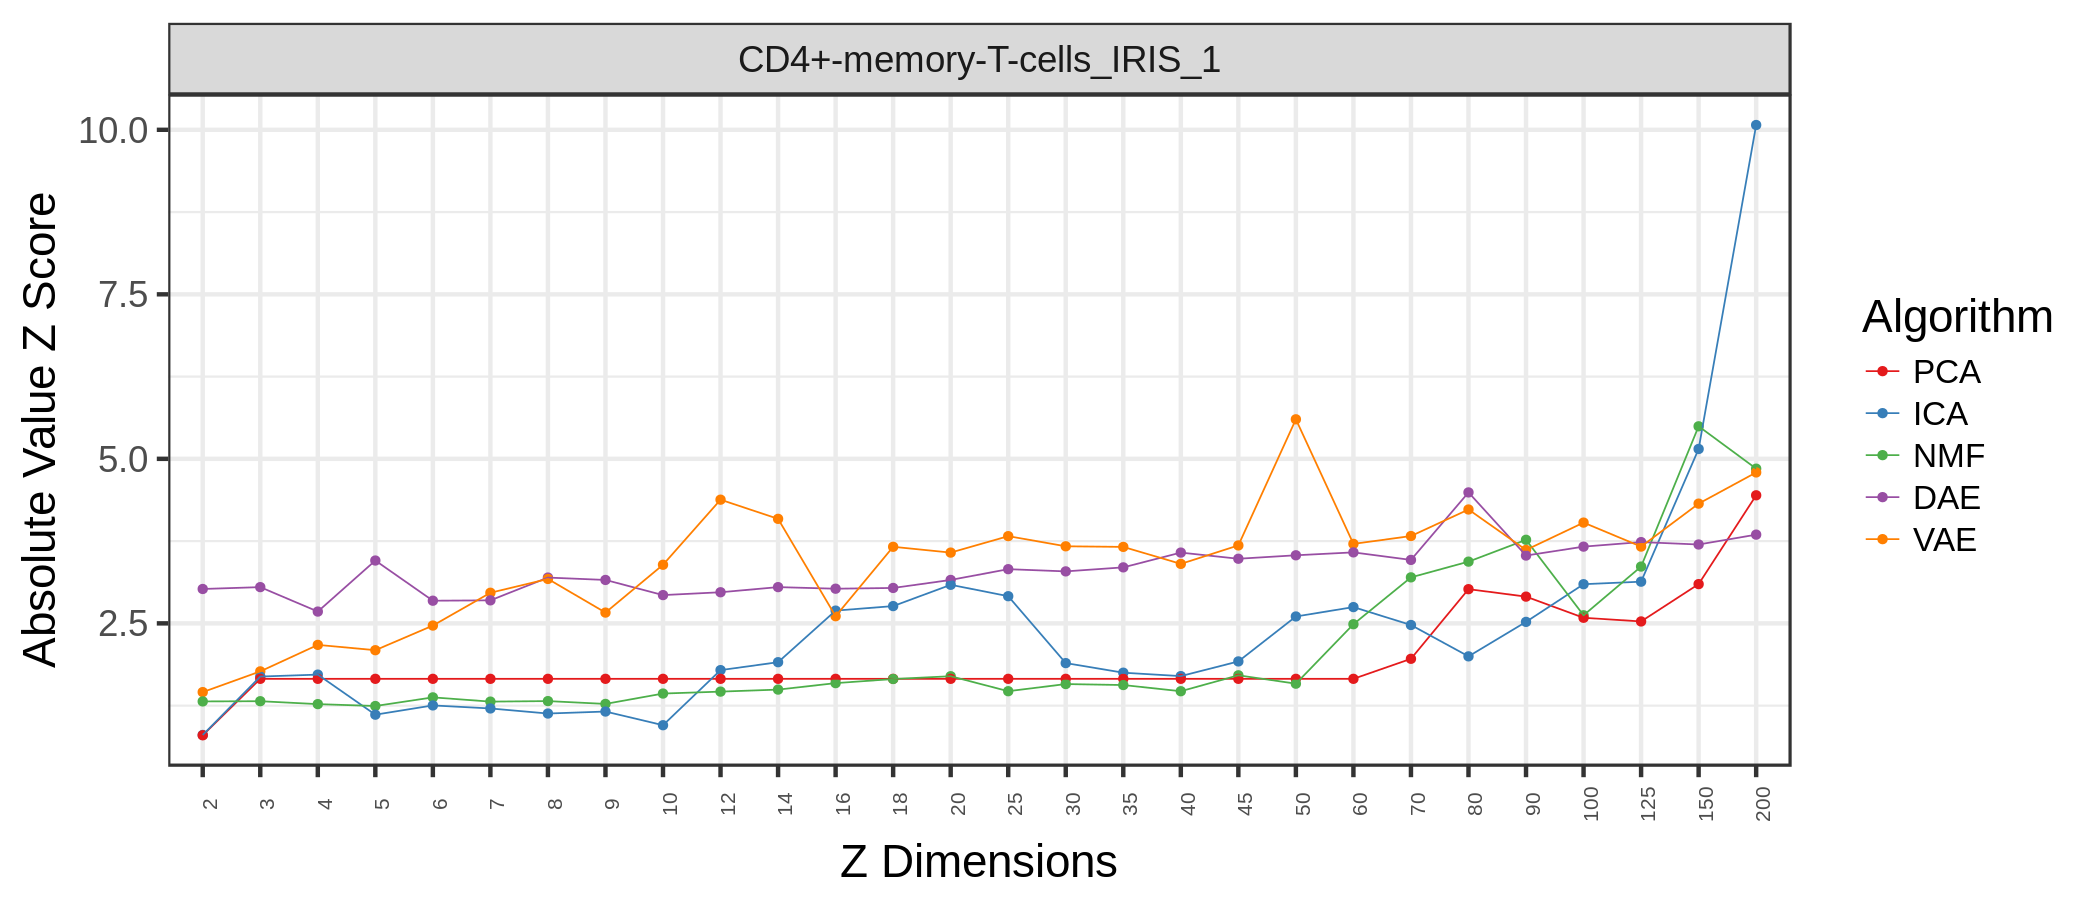 CD4+-memory-T-cells_IRIS_1
Absolute Value Z Score
10.0
7.5
5.0
2.5
2 3 4 5 6 7 8 9 10 12 14 16 18 20 25 30 35 40 45 50 60 70 80 90 100 125 150 200
Z Dimensions
Algorithm
PCA
ICA
NMF
DAE
VAE